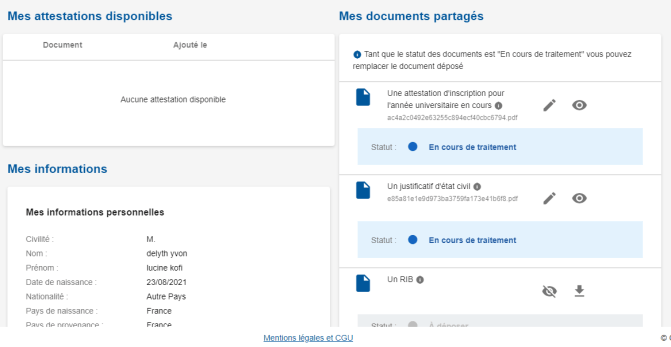 Mes attestations disponibles
Document Ajouté le
Aucune attestation disponible
Mes informations
Mes informations personnelles
Civilité : M.
Nom : delyth yvon
Prénom : lucine kofi
Date de naissance : 23/08/2021
Nationalité : Autre Pays
Pays de naissance : France
Pays de provenance : France
Mes documents partagés
Tant que le statut des documents est "En cours de traitement" vous pouvez
remplacer le document déposé
Une attestation d'inscription pour
l'année universitaire en cours
ac4a2c0492e63255c894ecf40cbc6794.pdf
Statut : En cours de traitement
Un justificatif d'état civil
e85a81e1e9d973ba3759fa173e41b6f8.pdf
Statut : En cours de traitement
Un RIB
Statut : À déposer
Mentions légales et CGU
©